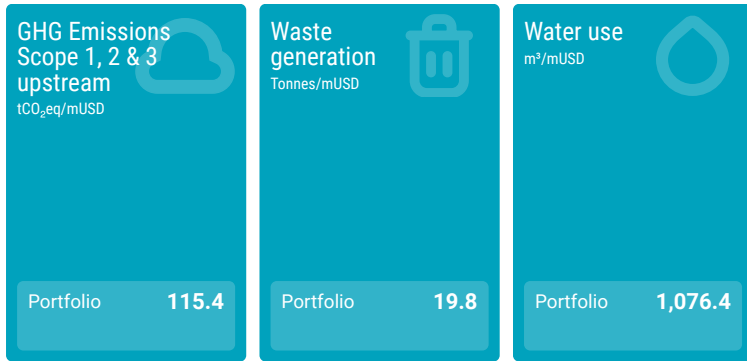 GHG Emissions
Scope 1, 2 & 3
upstream
tCO₂eq/mUSD
Portfolio 115.4
Waste
generation
Tonnes/mUSD
Portfolio 19.8
Water use
m³/mUSD
Portfolio 1,076.4